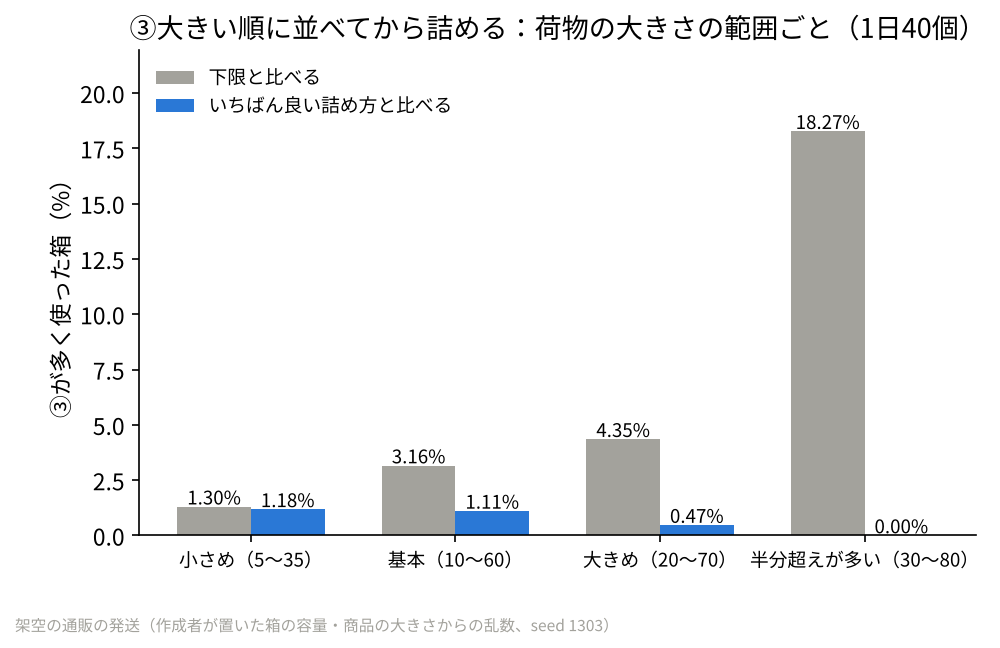 ③大きい順に並べてから詰める：荷物の大きさの範囲ごと（1日40個）
下限と比べる
いちばん良い詰め方と比べる
③が多く使った箱（%）
20.0
17.5
15.0
12.5
10.0
7.5
5.0
2.5
0.0
1.30%
1.18%
3.16%
1.11%
4.35%
0.47%
18.27%
0.00%
小さめ（5〜35）
基本（10〜60）
大きめ（20〜70）
半分超えが多い（30〜80）
架空の通販の発送（作成者が置いた箱の容量・商品の大きさからの乱数、seed 1303）